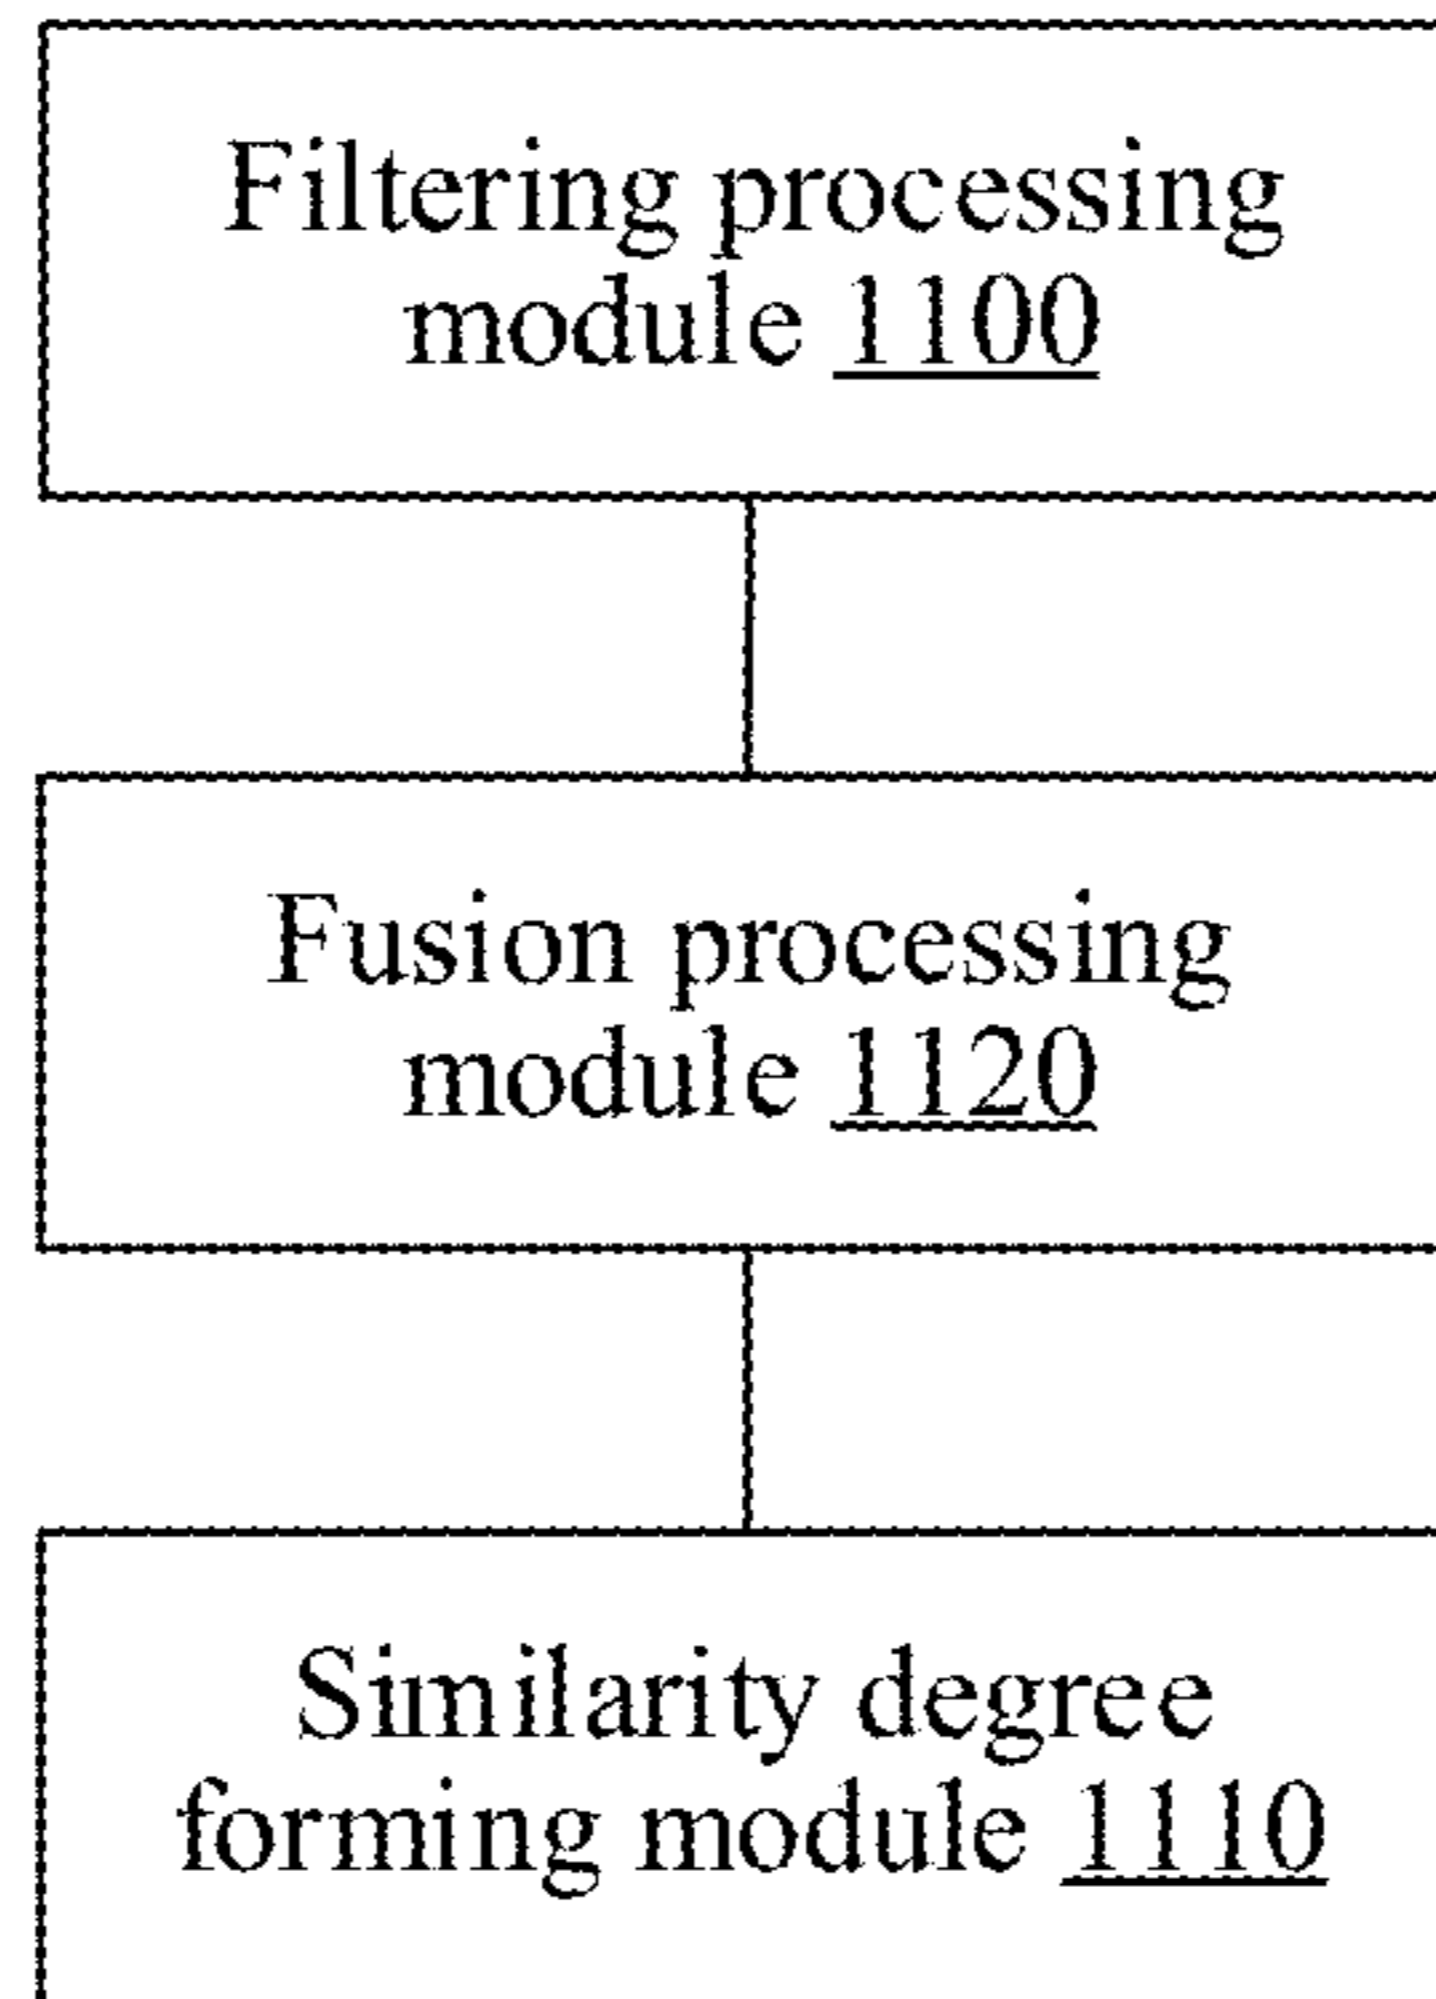 Filtering processing
module 1100
Fusion processing
module 1120
Similarity degree
forming module 1110